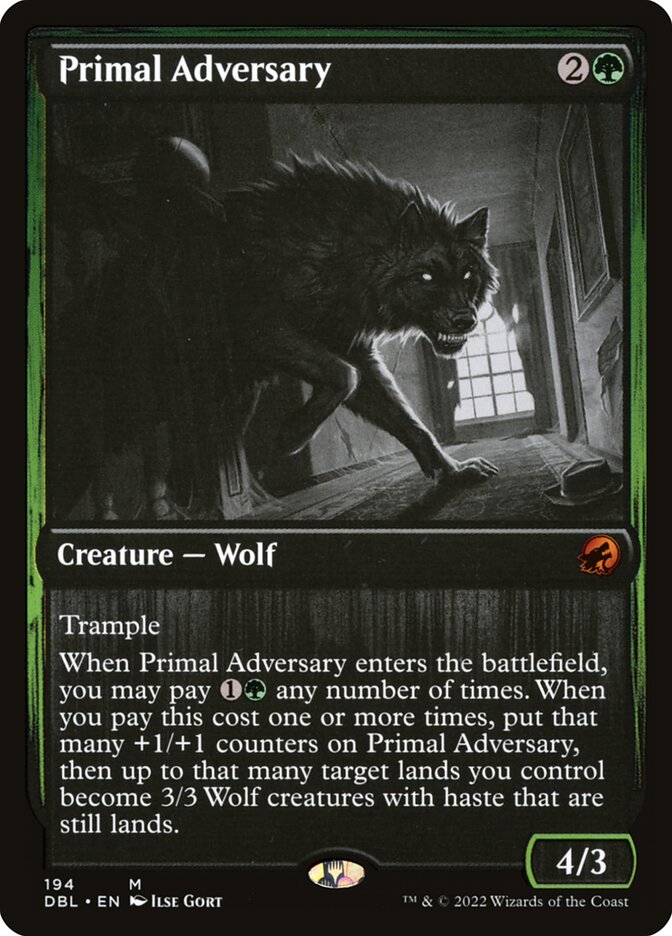 Primal Adversary 2
Creature — Wolf
Trample
When Primal Adversary enters the battlefield,
you may pay 1 any number of times. When
you pay this cost one or more times, put that
many +1/+1 counters on Primal Adversary,
then up to that many target lands you control
become 3/3 Wolf creatures with haste that are
still lands.
4/3
194 M
DBL • EN Ilse Gort ™ & © 2022 Wizards of the Coast